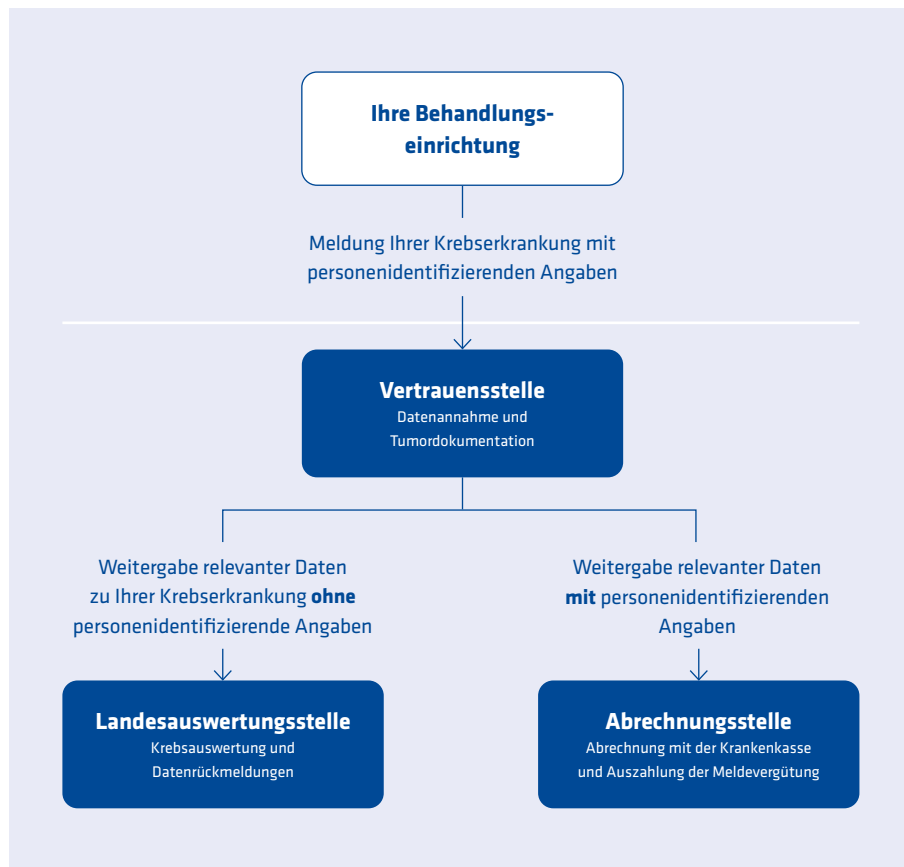 Ihre Behandlungs-
einrichtung
Meldung Ihrer Krebserkrankung mit
personenidentifizierenden Angaben
Vertrauensstelle
Datenannahme und
Tumordokumentation
Weitergabe relevanter Daten
zu Ihrer Krebserkrankung ohne
personenidentifizierende Angaben
Weitergabe relevanter Daten
mit personenidentifizierenden
Angaben
Landesauswertungsstelle
Krebsauswertung und
Datenrückmeldungen
Abrechnungsstelle
Abrechnung mit der Krankenkasse
und Auszahlung der Meldevergütung